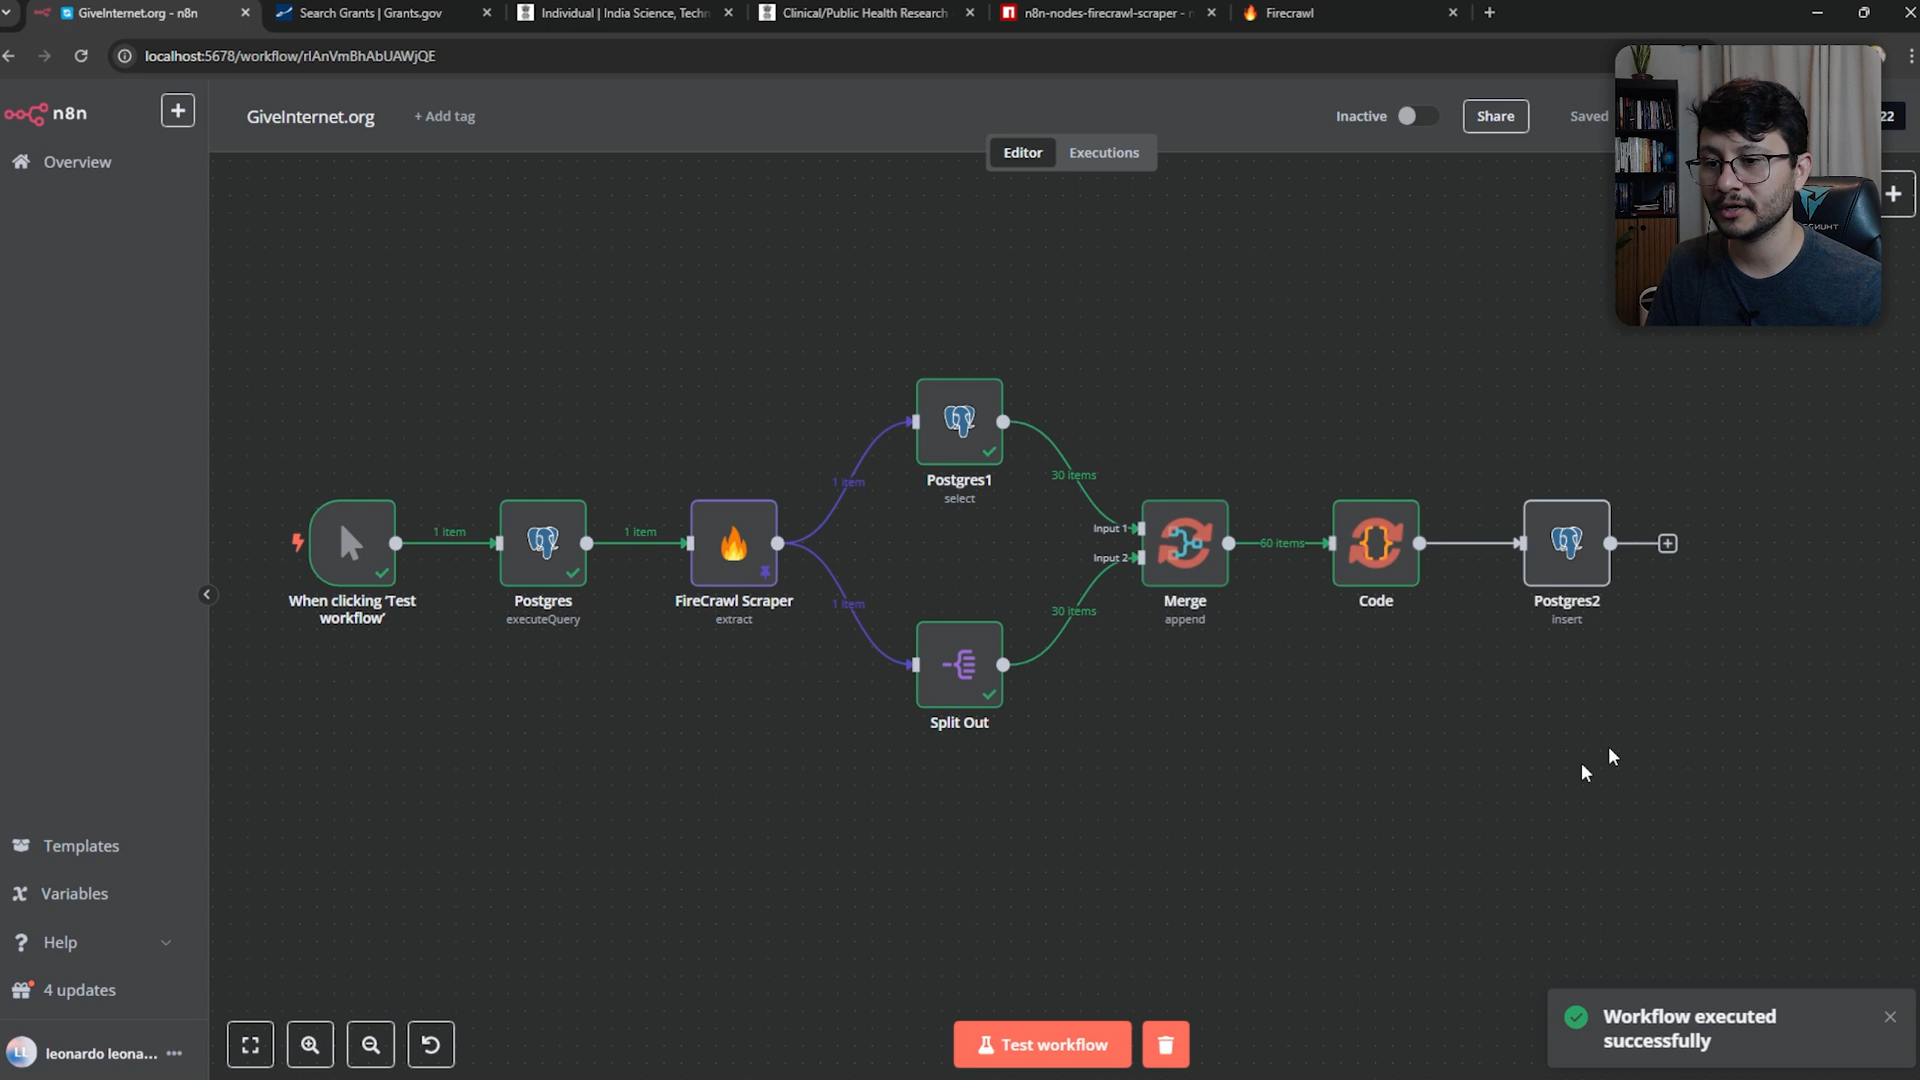 GiveInternet.org - n8n
Search Grants | Grants.gov
Individual | India Science, Techn
Clinical/Public Health Research
n8n-nodes-firecrawl-scraper -
Firecrawl
localhost:5678/workflow/rlAnVmBhAbUAWjQE
n8n
GiveInternet.org
+ Add tag
Inactive
Share
Saved
22
Overview
Editor
Executions
1 item
1 item
1 item
1 item
30 items
30 items
60 items
Input 1
Input 2
When clicking 'Test
workflow'
Postgres
executeQuery
FireCrawl Scraper
extract
Postgres1
select
Split Out
Merge
append
Code
Postgres2
insert
Templates
Variables
Help
4 updates
LL
leonardo leona...
Test workflow
Workflow executed
successfully